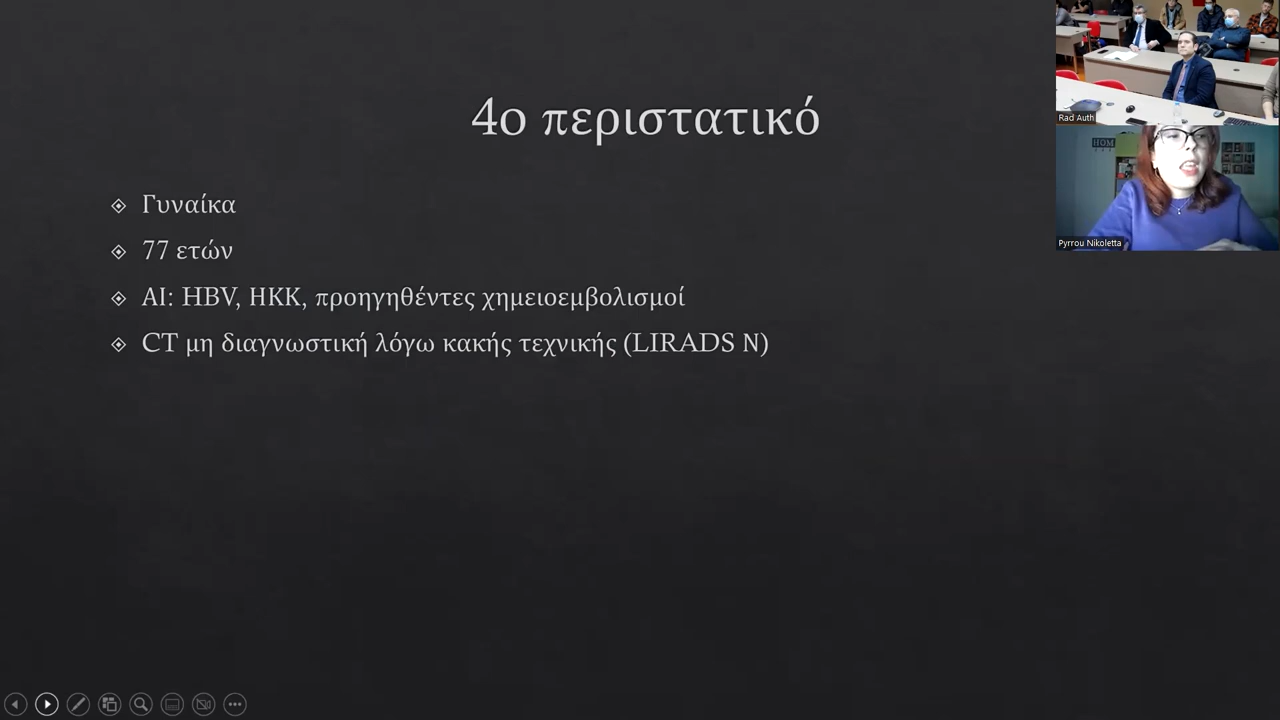 4ο περιστατικό
Γυναίκα
77 ετών
ΑΙ: HBV, ΗΚΚ, προηγηθέντες χημειοεμβολισμοί
CT μη διαγνωστική λόγω κακής τεχνικής (LIRADS N)
Rad Auth
HOM
Pyrrou Nikoletta